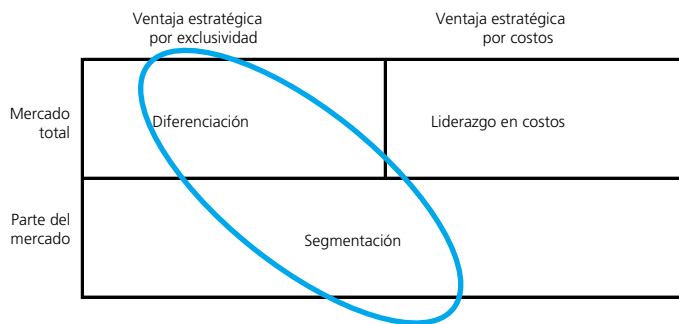 Ventaja estratégica
por exclusividad
Ventaja estratégica
por costos
Mercado
total
Diferenciación
Liderazgo en costos
Parte del
mercado
Segmentación